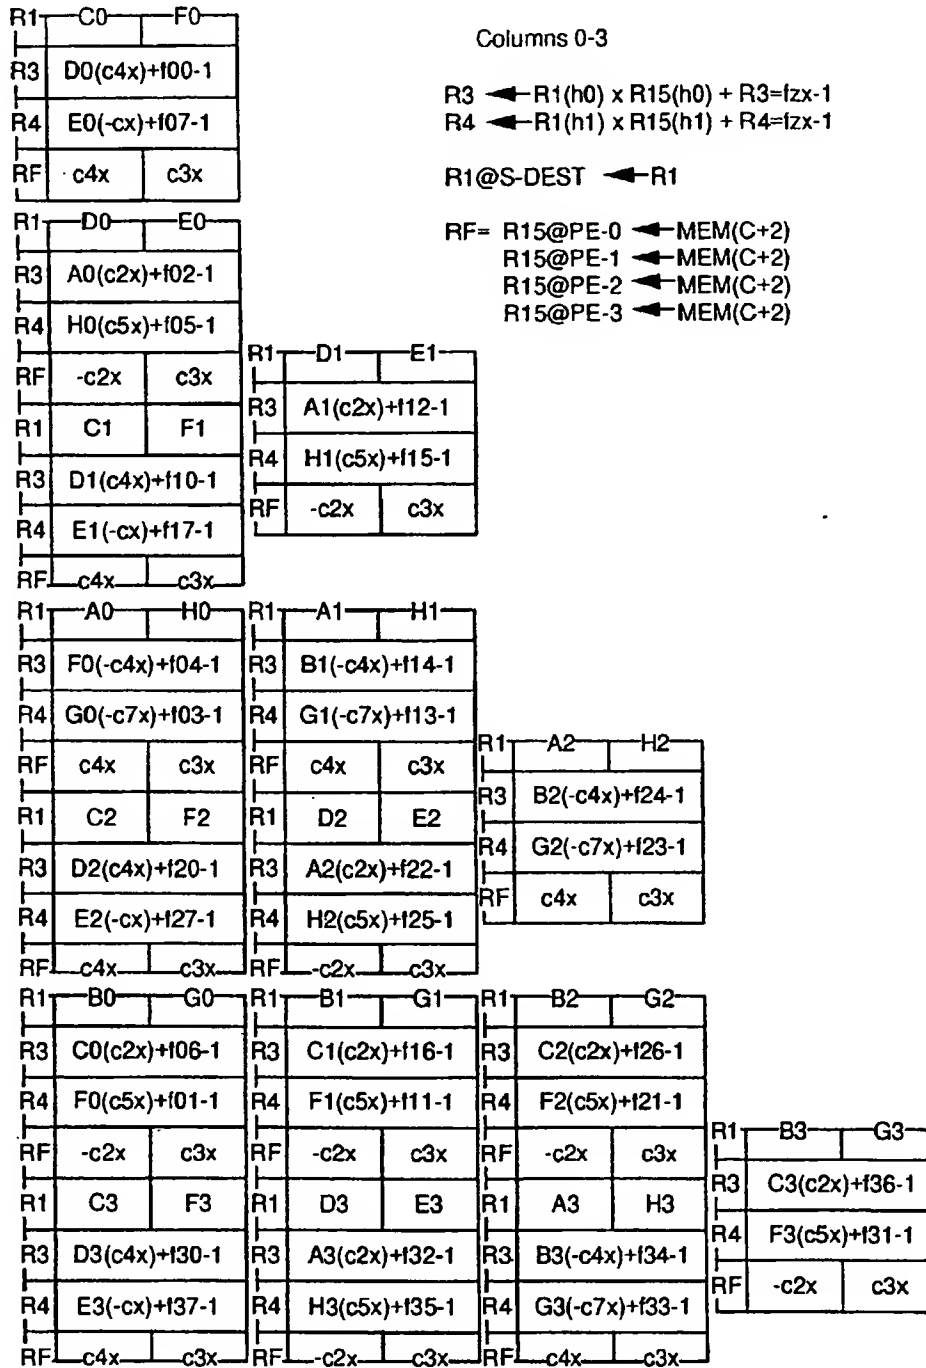 R1 C0 F0
R3 D0(c4x)+f00-1
R4 E0(-cx)+f07-1
RF c4x c3x
Columns 0-3
R3 ◄ R1(h0) x R15(h0) + R3=fzx-1
R4 ◄ R1(h1) x R15(h1) + R4=fzx-1
R1@S-DEST ◄ R1
RF= R15@PE-0 ◄ MEM(C+2)
R15@PE-1 ◄ MEM(C+2)
R15@PE-2 ◄ MEM(C+2)
R15@PE-3 ◄ MEM(C+2)
R1 D0 E0
R3 A0(c2x)+f02-1
R4 H0(c5x)+f05-1
RF -c2x c3x
R1 C1 F1
R3 D1(c4x)+f10-1
R4 E1(-cx)+f17-1
RF c4x c3x
R1 D1 E1
R3 A1(c2x)+f12-1
R4 H1(c5x)+f15-1
RF -c2x c3x
R1 A0 H0
R3 F0(-c4x)+f04-1
R4 G0(-c7x)+f03-1
RF c4x c3x
R1 C2 F2
R3 D2(c4x)+f20-1
R4 E2(-cx)+f27-1
RF c4x c3x
R1 A1 H1
R3 B1(-c4x)+f14-1
R4 G1(-c7x)+f13-1
RF c4x c3x
R1 D2 E2
R3 A2(c2x)+f22-1
R4 H2(c5x)+f25-1
RF -c2x c3x
R1 A2 H2
R3 B2(-c4x)+f24-1
R4 G2(-c7x)+f23-1
RF c4x c3x
R1 B0 G0
R3 C0(c2x)+f06-1
R4 F0(c5x)+f01-1
RF -c2x c3x
R1 C3 F3
R3 D3(c4x)+f30-1
R4 E3(-cx)+f37-1
RF c4x c3x
R1 B1 G1
R3 C1(c2x)+f16-1
R4 F1(c5x)+f11-1
RF -c2x c3x
R1 D3 E3
R3 A3(c2x)+f32-1
R4 H3(c5x)+f35-1
RF -c2x c3x
R1 B2 G2
R3 C2(c2x)+f26-1
R4 F2(c5x)+f21-1
RF -c2x c3x
R1 A3 H3
R3 B3(-c4x)+f34-1
R4 G3(-c7x)+f33-1
RF c4x c3x
R1 B3 G3
R3 C3(c2x)+f36-1
R4 F3(c5x)+f31-1
RF -c2x c3x